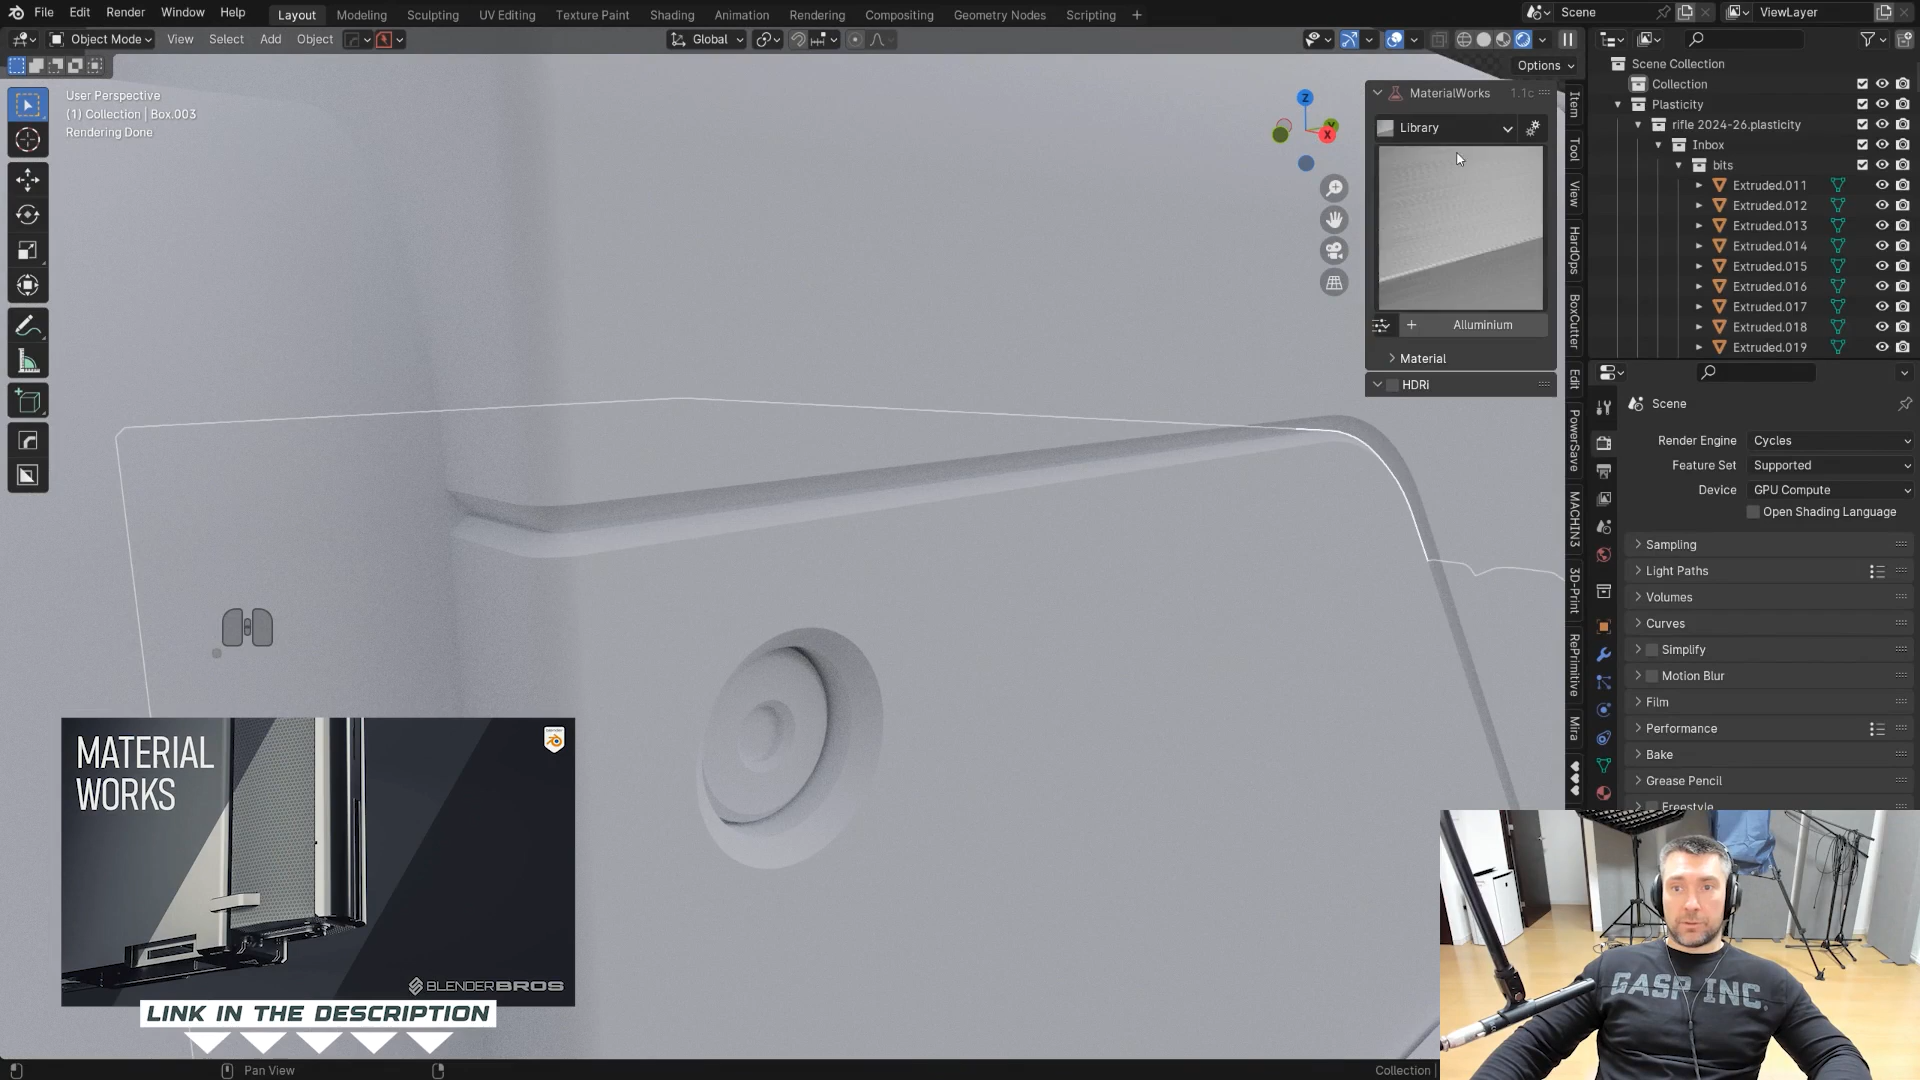 File Edit Render Window Help
Layout Modeling Sculpting UV Editing Texture Paint Shading Animation Rendering Compositing Geometry Nodes Scripting +
Scene
ViewLayer
Object Mode View Select Add Object
Global
Options
User Perspective
(1) Collection | Box.003
Rendering Done
Z
Y
X
MaterialWorks 1.1c
Library
+ Alluminium
Material
HDRi
Item
Tool
View
HardOps
BoxCutter
Edit
PowerSave
MACHIN3
3D-Print
RePrimitive
Mira
Scene Collection
Collection
Plasticity
rifle 2024-26.plasticity
Inbox
bits
Extruded.011
Extruded.012
Extruded.013
Extruded.014
Extruded.015
Extruded.016
Extruded.017
Extruded.018
Extruded.019
Scene
Render Engine Cycles
Feature Set Supported
Device GPU Compute
Open Shading Language
Sampling
Light Paths
Volumes
Curves
Simplify
Motion Blur
Film
Performance
Bake
Grease Pencil
Freestyle
MATERIAL
WORKS
blender
BLENDERBROS
LINK IN THE DESCRIPTION
GASP INC.
Pan View
Collection